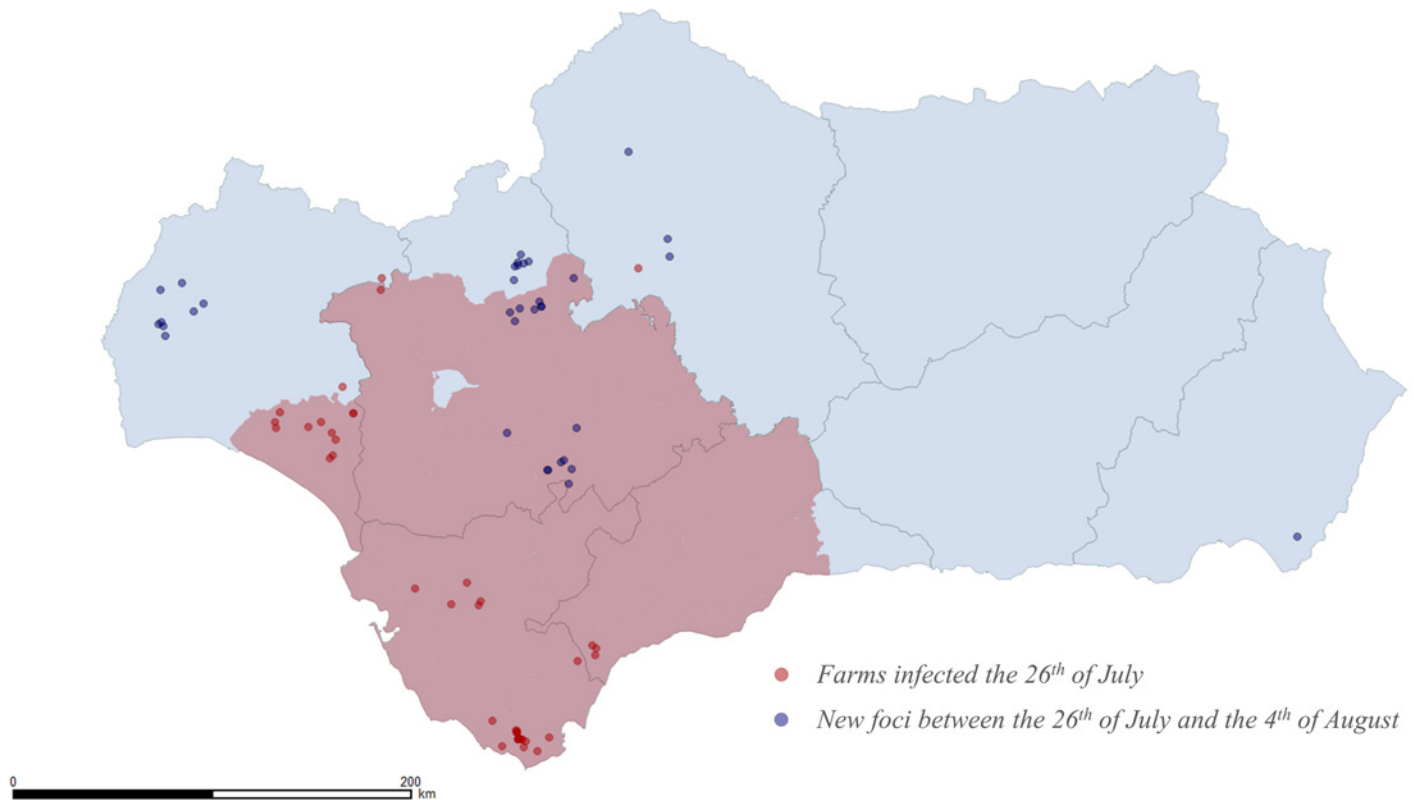 Farms infected the 26th of July
New foci between the 26th of July and the 4th of August
0 200
km